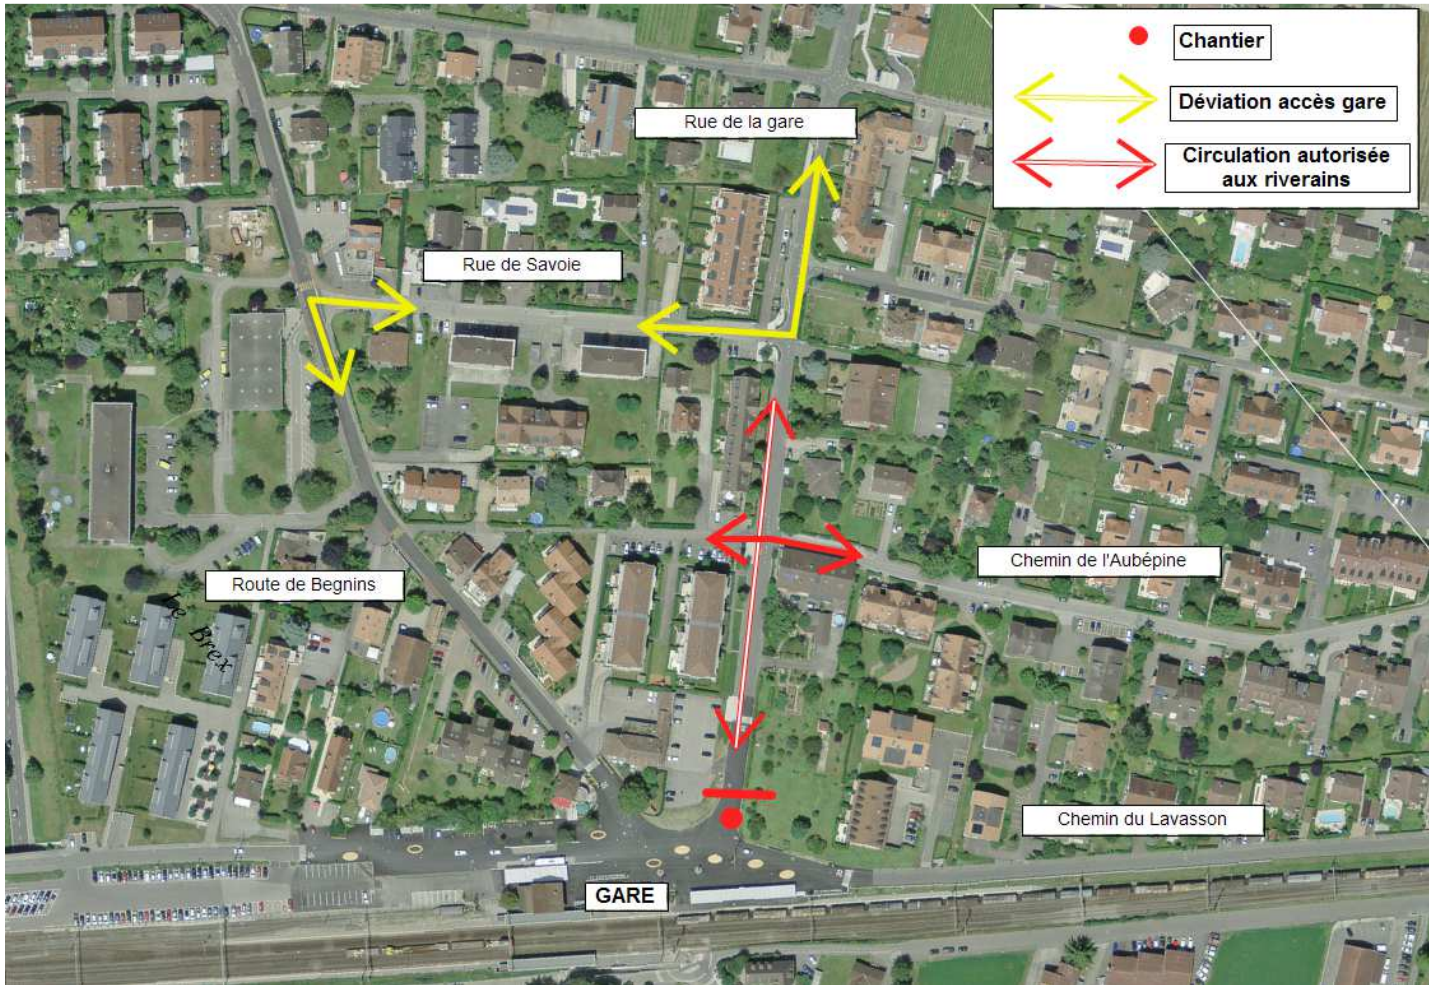 Chantier
Déviation accès gare
Circulation autorisée
aux riverains
Rue de la gare
Rue de Savoie
Chemin de l'Aubépine
Route de Begnins
Le Brex
Chemin du Lavasson
GARE